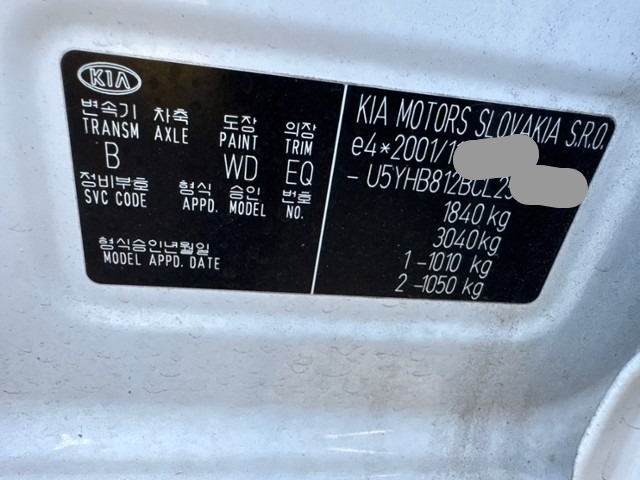 KIA
변속기 차축 도장 의장
TRANSM AXLE PAINT TRIM
B WD EQ
정비부호 형식 승인 번호
SVC CODE APPD. MODEL NO.
형식승인년월일
MODEL APPD. DATE
KIA MOTORS SLOVAKIA S.R.O.
e4*2001/1
- U5YHB812BCL2
1840 kg
3040 kg
1 -1010 kg
2 -1050 kg